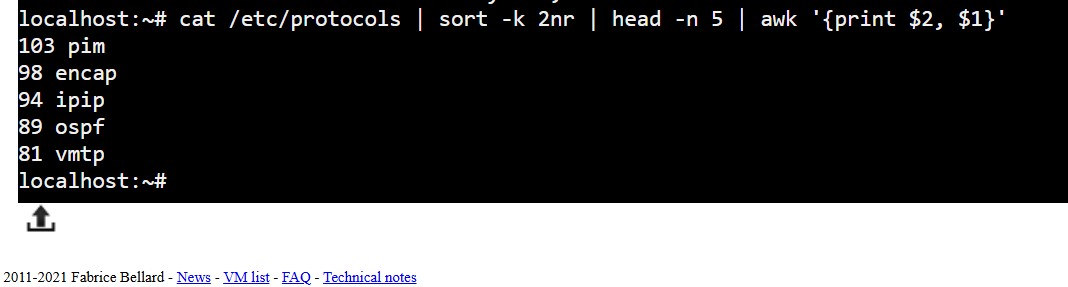 localhost:~# cat /etc/protocols | sort -k 2nr | head -n 5 | awk '{print $2, $1}'
103 pim
98 encap
94 ipip
89 ospf
81 vmtp
localhost:~#
2011-2021 Fabrice Bellard - News - VM list - FAQ - Technical notes